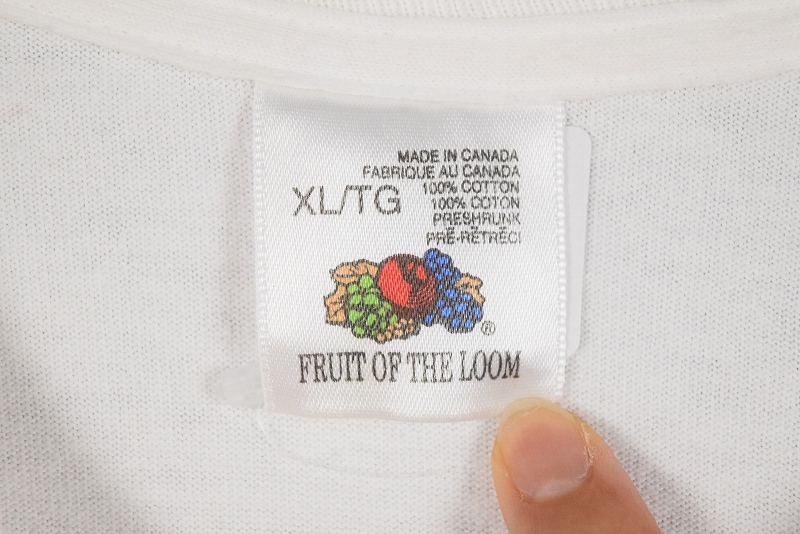 MADE IN CANADA
FABRIQUE AU CANADA
XL/TG
100% COTTON
100% COTON
PRESHRUNK
PRÉ-RÉTRÉCI
®
FRUIT OF THE LOOM